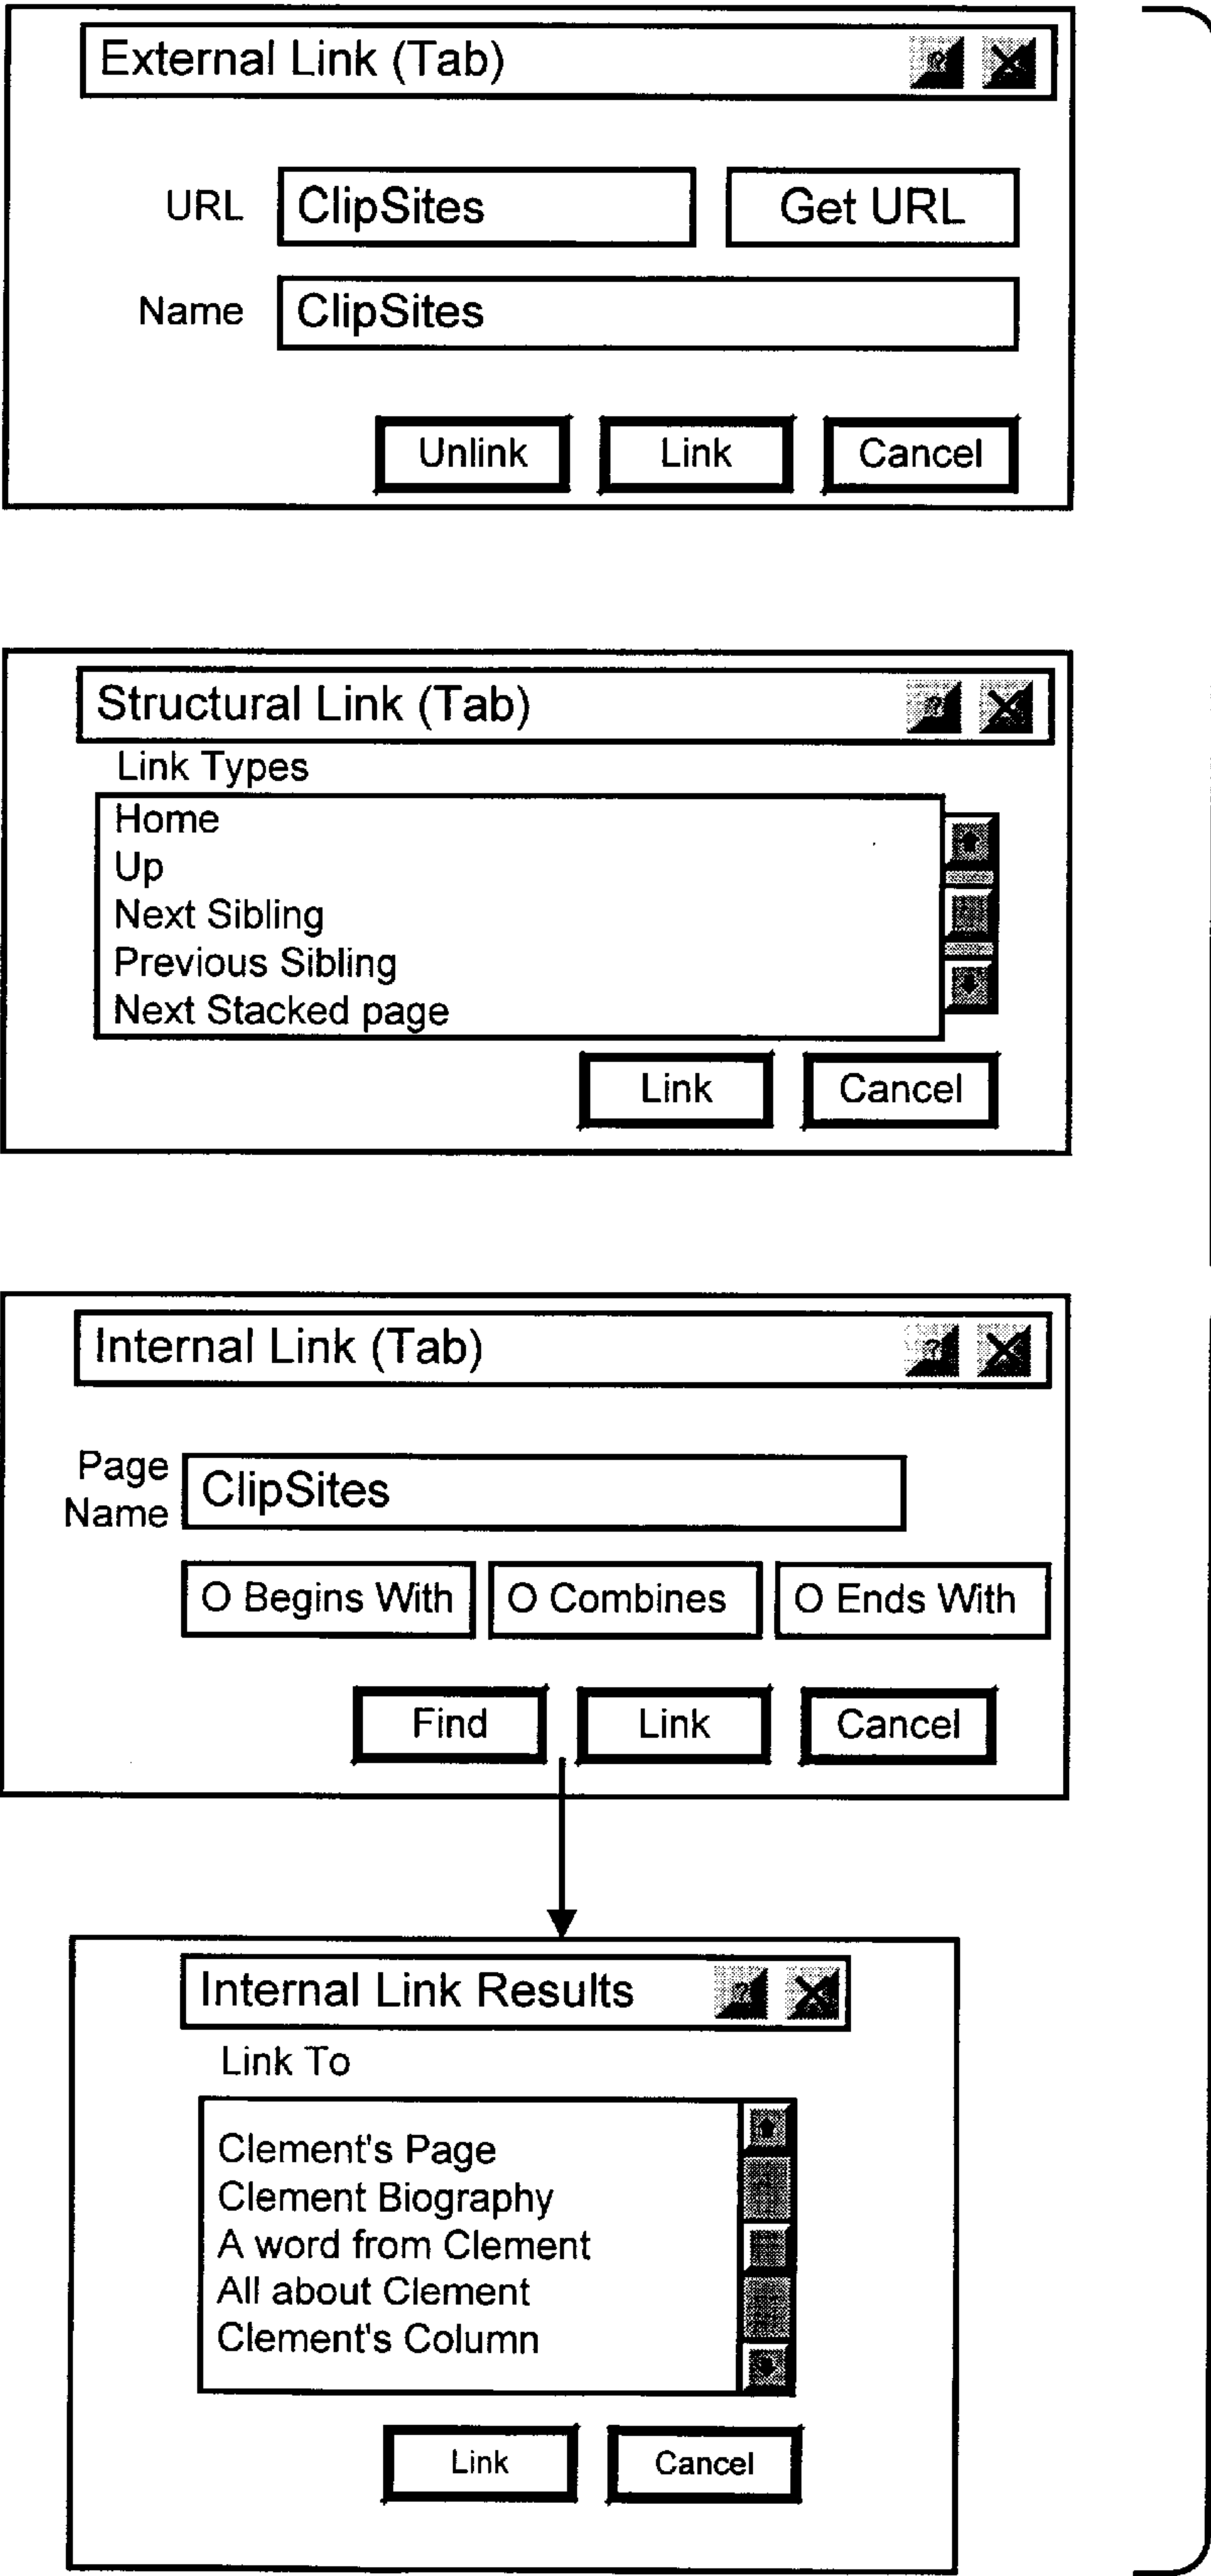 External Link (Tab) ? X
URL ClipSites Get URL
Name ClipSites
Unlink Link Cancel
Structural Link (Tab) ? X
Link Types
Home
Up
Next Sibling
Previous Sibling
Next Stacked page
Link Cancel
Internal Link (Tab) ? X
Page
Name ClipSites
O Begins With O Combines O Ends With
Find Link Cancel
Internal Link Results ? X
Link To
Clement's Page
Clement Biography
A word from Clement
All about Clement
Clement's Column
Link Cancel